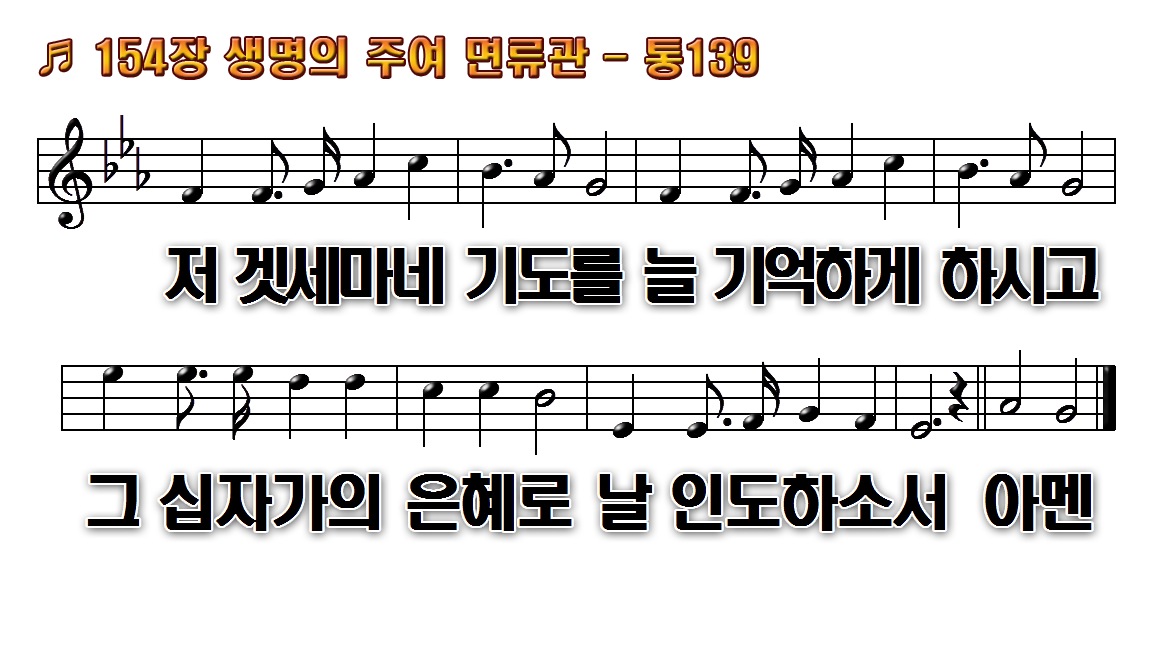 ♬ 154장 생명의 주여 면류관 - 통139
저 겟세마네 기도를 늘 기억하게 하시고
그 십자가의 은혜로 날 인도하소서 아멘